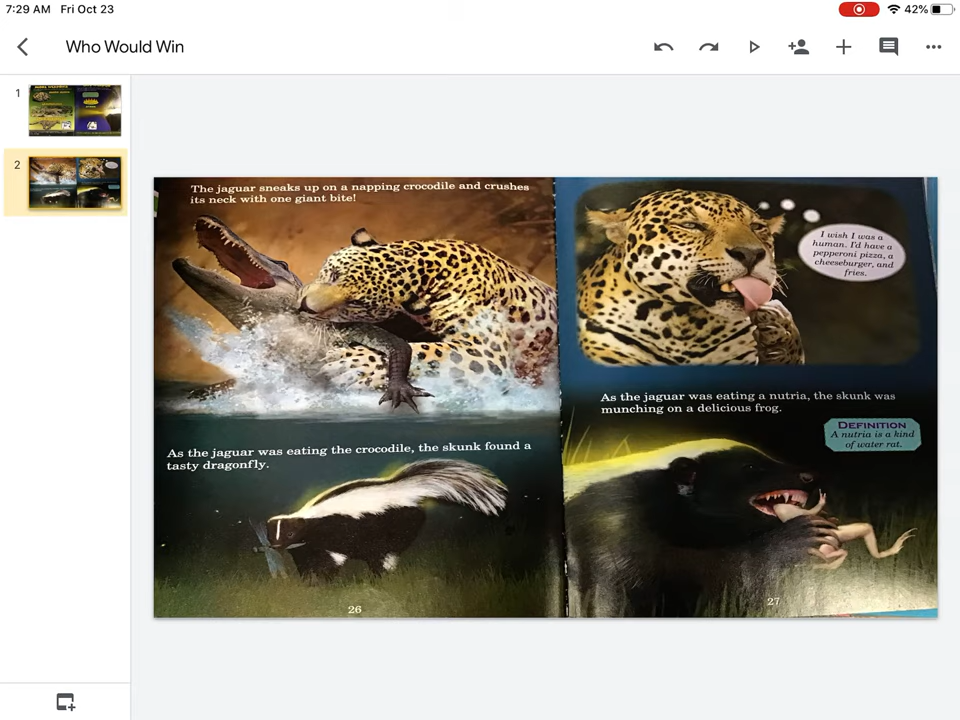 7:29 AM Fri Oct 23
42%
Who Would Win
1
2
The jaguar sneaks up on a napping crocodile and crushes
its neck with one giant bite!
As the jaguar was eating the crocodile, the skunk found a
tasty dragonfly.
26
I wish I was a
human. I'd have a
pepperoni pizza, a
cheeseburger, and
fries.
As the jaguar was eating a nutria, the skunk was
munching on a delicious frog.
DEFINITION
A nutria is a kind
of water rat.
27